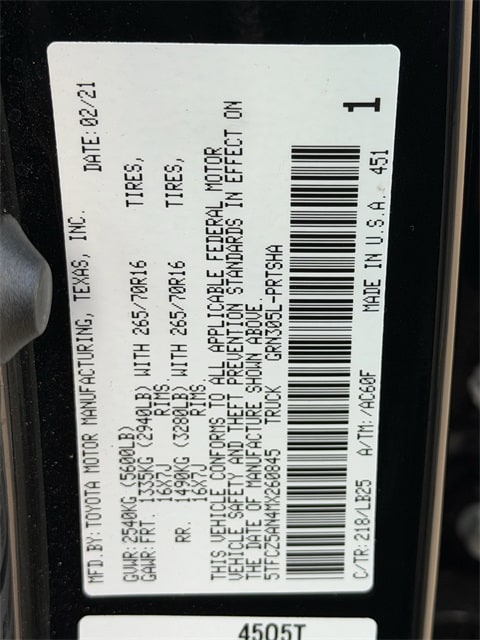 MFD.BY:TOYOTA MOTOR MANUFACTURING, TEXAS, INC. DATE:02/21
GVWR:2540KG(5600LB)
GAWR:FRT. 1335KG(2940LB) WITH 265/70R16 TIRES,
16X7J RIMS.
RR. 1490KG(3280LB) WITH 265/70R16 TIRES,
16X7J RIMS.
THIS VEHICLE CONFORMS TO ALL APPLICABLE FEDERAL MOTOR
VEHICLE SAFETY AND THEFT PREVENTION STANDARDS IN EFFECT ON
THE DATE OF MANUFACTURE SHOWN ABOVE.
5TFCZ5AN4MX260845 TRUCK GRN305L-PRTSHA
1
C/TR:218/LB25 A/TM:/AC60F MADE IN U.S.A. 451
4505T